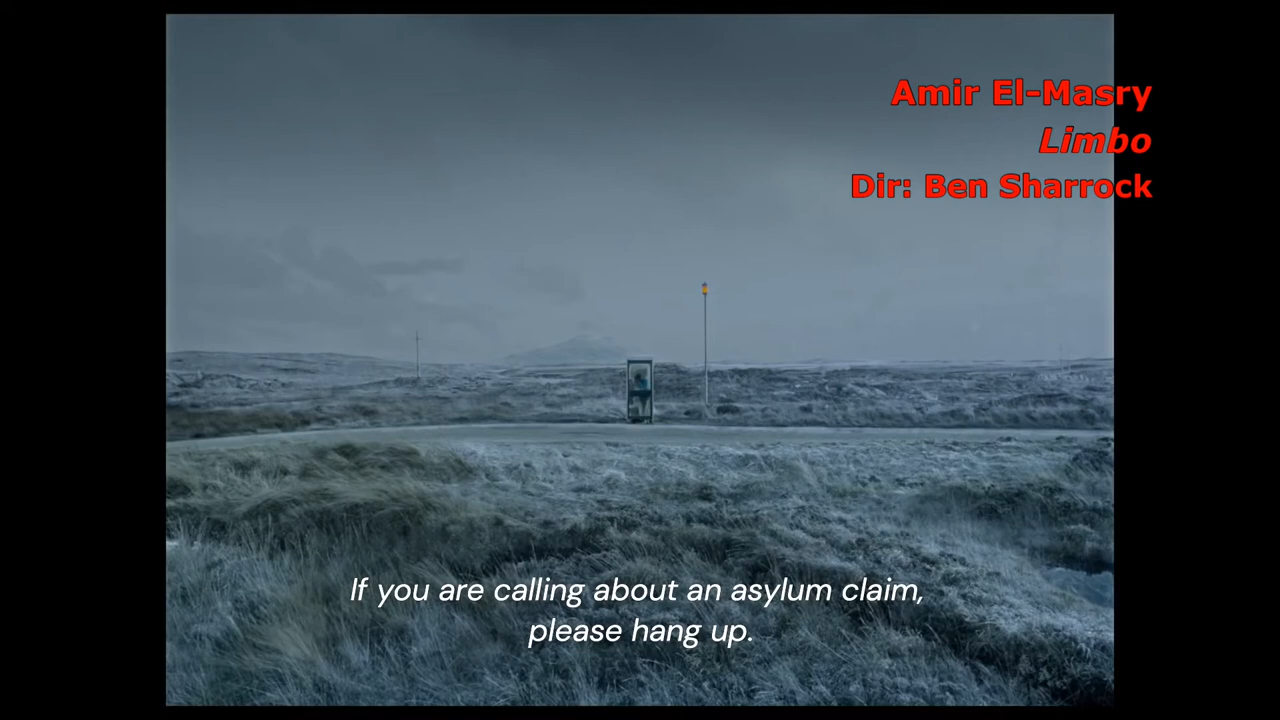 Amir El-Masry
Limbo
Dir: Ben Sharrock
If you are calling about an asylum claim,
please hang up.